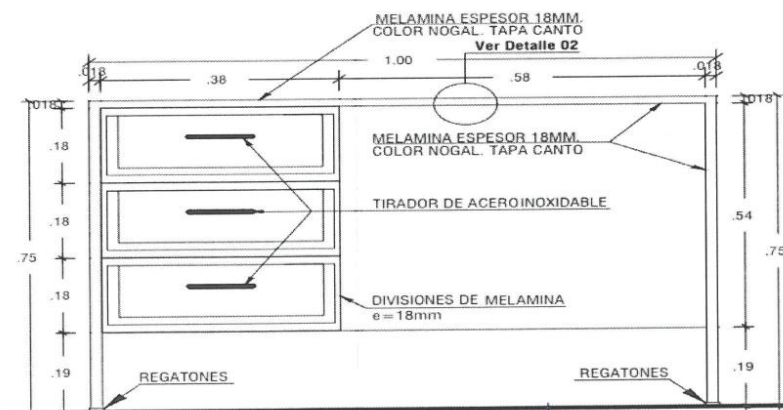 MELAMINA ESPESOR 18MM.
COLOR NOGAL. TAPA CANTO
Ver Detalle 02
1.00
.018
.38
.58
.018
.018
.018
MELAMINA ESPESOR 18MM.
COLOR NOGAL. TAPA CANTO
.18
TIRADOR DE ACEROINOXIDABLE
.18
.54
.75
.75
.18
DIVISIONES DE MELAMINA
e=18mm
.19
REGATONES
REGATONES
.19